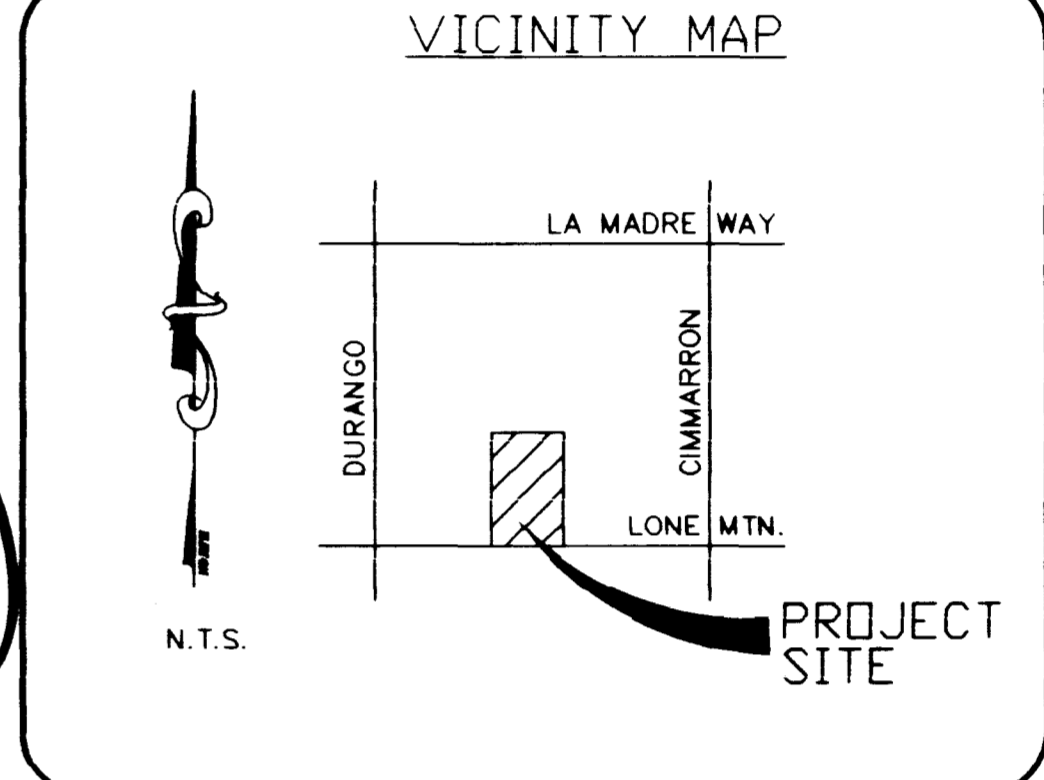 VICINITY MAP
LA MADRE WAY
DURANGO
CIMMARRON
LONE MTN.
PROJECT
SITE
N.T.S.